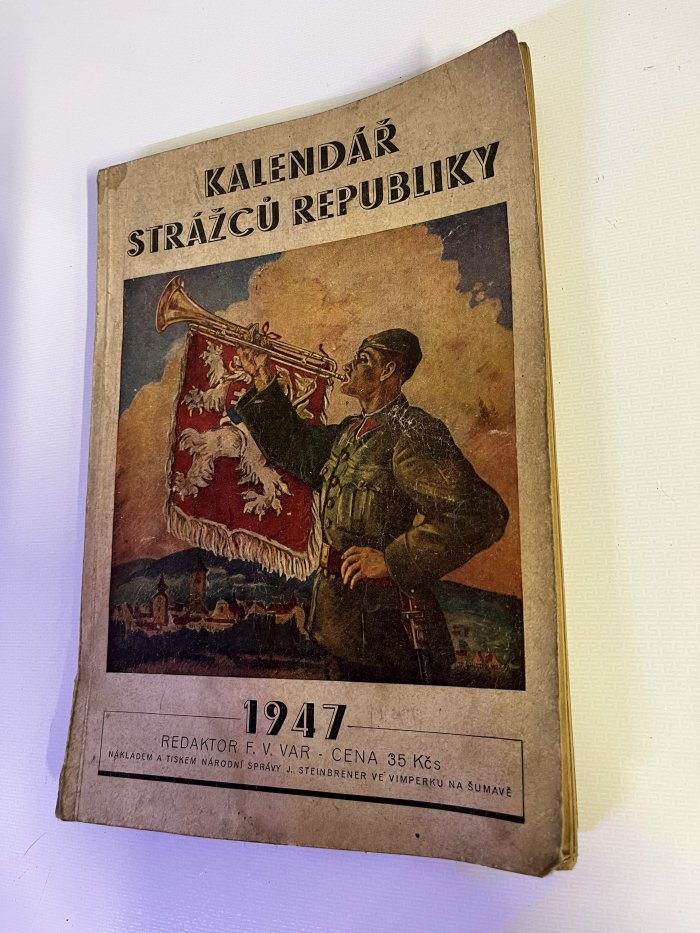 KALENDÁŘ
STRÁŽCŮ REPUBLIKY
1947
REDAKTOR F. V. VAR - CENA 35 Kčs
NÁKLADEM A TISKEM NÁRODNÍ SPRÁVY J. STEINBRENER VE VIMPERKU NA ŠUMAVĚ